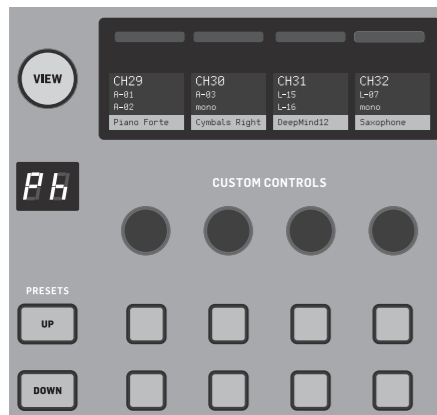 VIEW
CH29 CH30 CH31 CH32
A-01 A-03 L-15 L-07
A-02 mono L-16 mono
Piano Forte Cymbals Right DeepMind12 Saxophone
Ph
CUSTOM CONTROLS
PRESETS
UP
DOWN